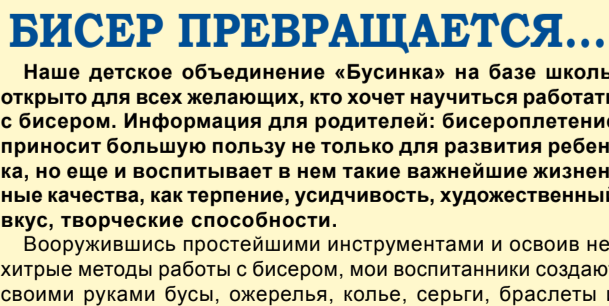 БИСЕР ПРЕВРАЩАЕТСЯ...
Наше детское объединение «Бусинка» на базе школь
открыто для всех желающих, кто хочет научиться работать
с бисером. Информация для родителей: бисероплетение
приносит большую пользу не только для развития ребен
ка, но еще и воспитывает в нем такие важнейшие жизнен
ные качества, как терпение, усидчивость, художественный
вкус, творческие способности.
Вооружившись простейшими инструментами и освоив не
хитрые методы работы с бисером, мои воспитанники создаю
своими руками бусы, ожерелья, колье, серьги, браслеты